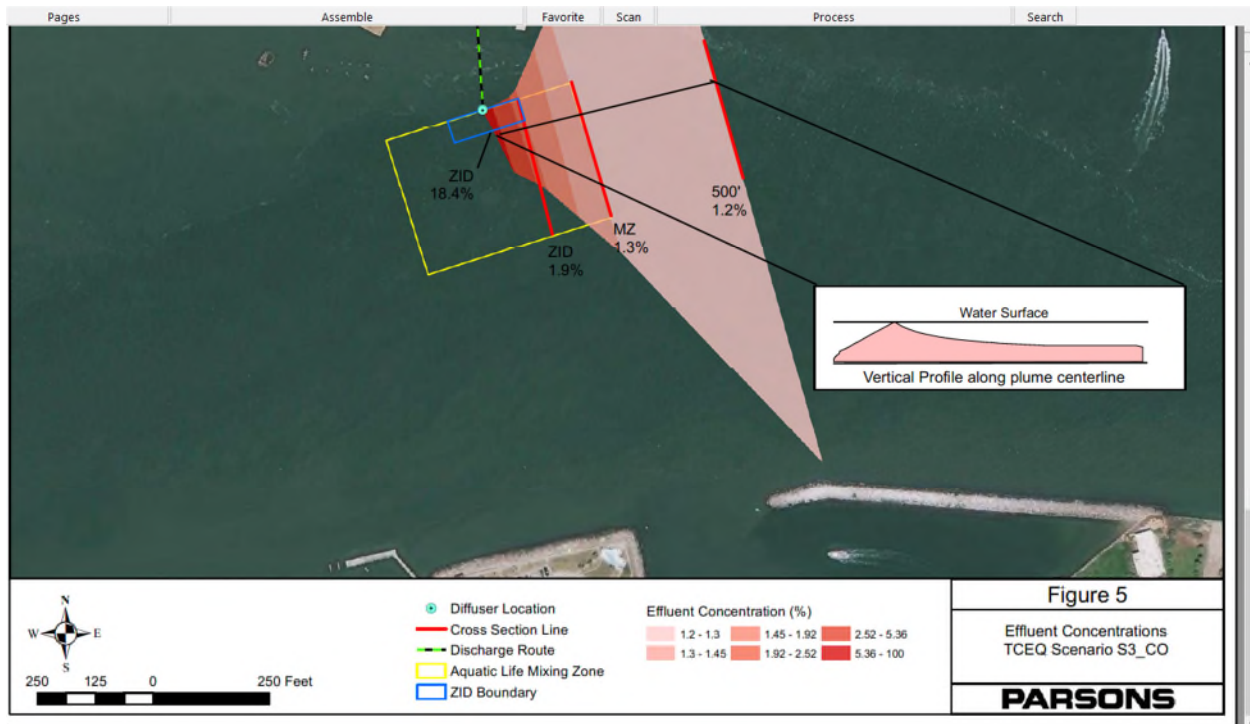 Pages Assemble Favorite Scan Process Search
ZID
18.4%
500'
1.2%
MZ
1.3%
ZID
1.9%
Water Surface
Vertical Profile along plume centerline
N
W E
S
250 125 0 250 Feet
Diffuser Location
Cross Section Line
Discharge Route
Aquatic Life Mixing Zone
ZID Boundary
Effluent Concentration (%)
1.2 - 1.3 1.45 - 1.92 2.52 - 5.36
1.3 - 1.45 1.92 - 2.52 5.36 - 100
Figure 5
Effluent Concentrations
TCEQ Scenario S3_CO
PARSONS